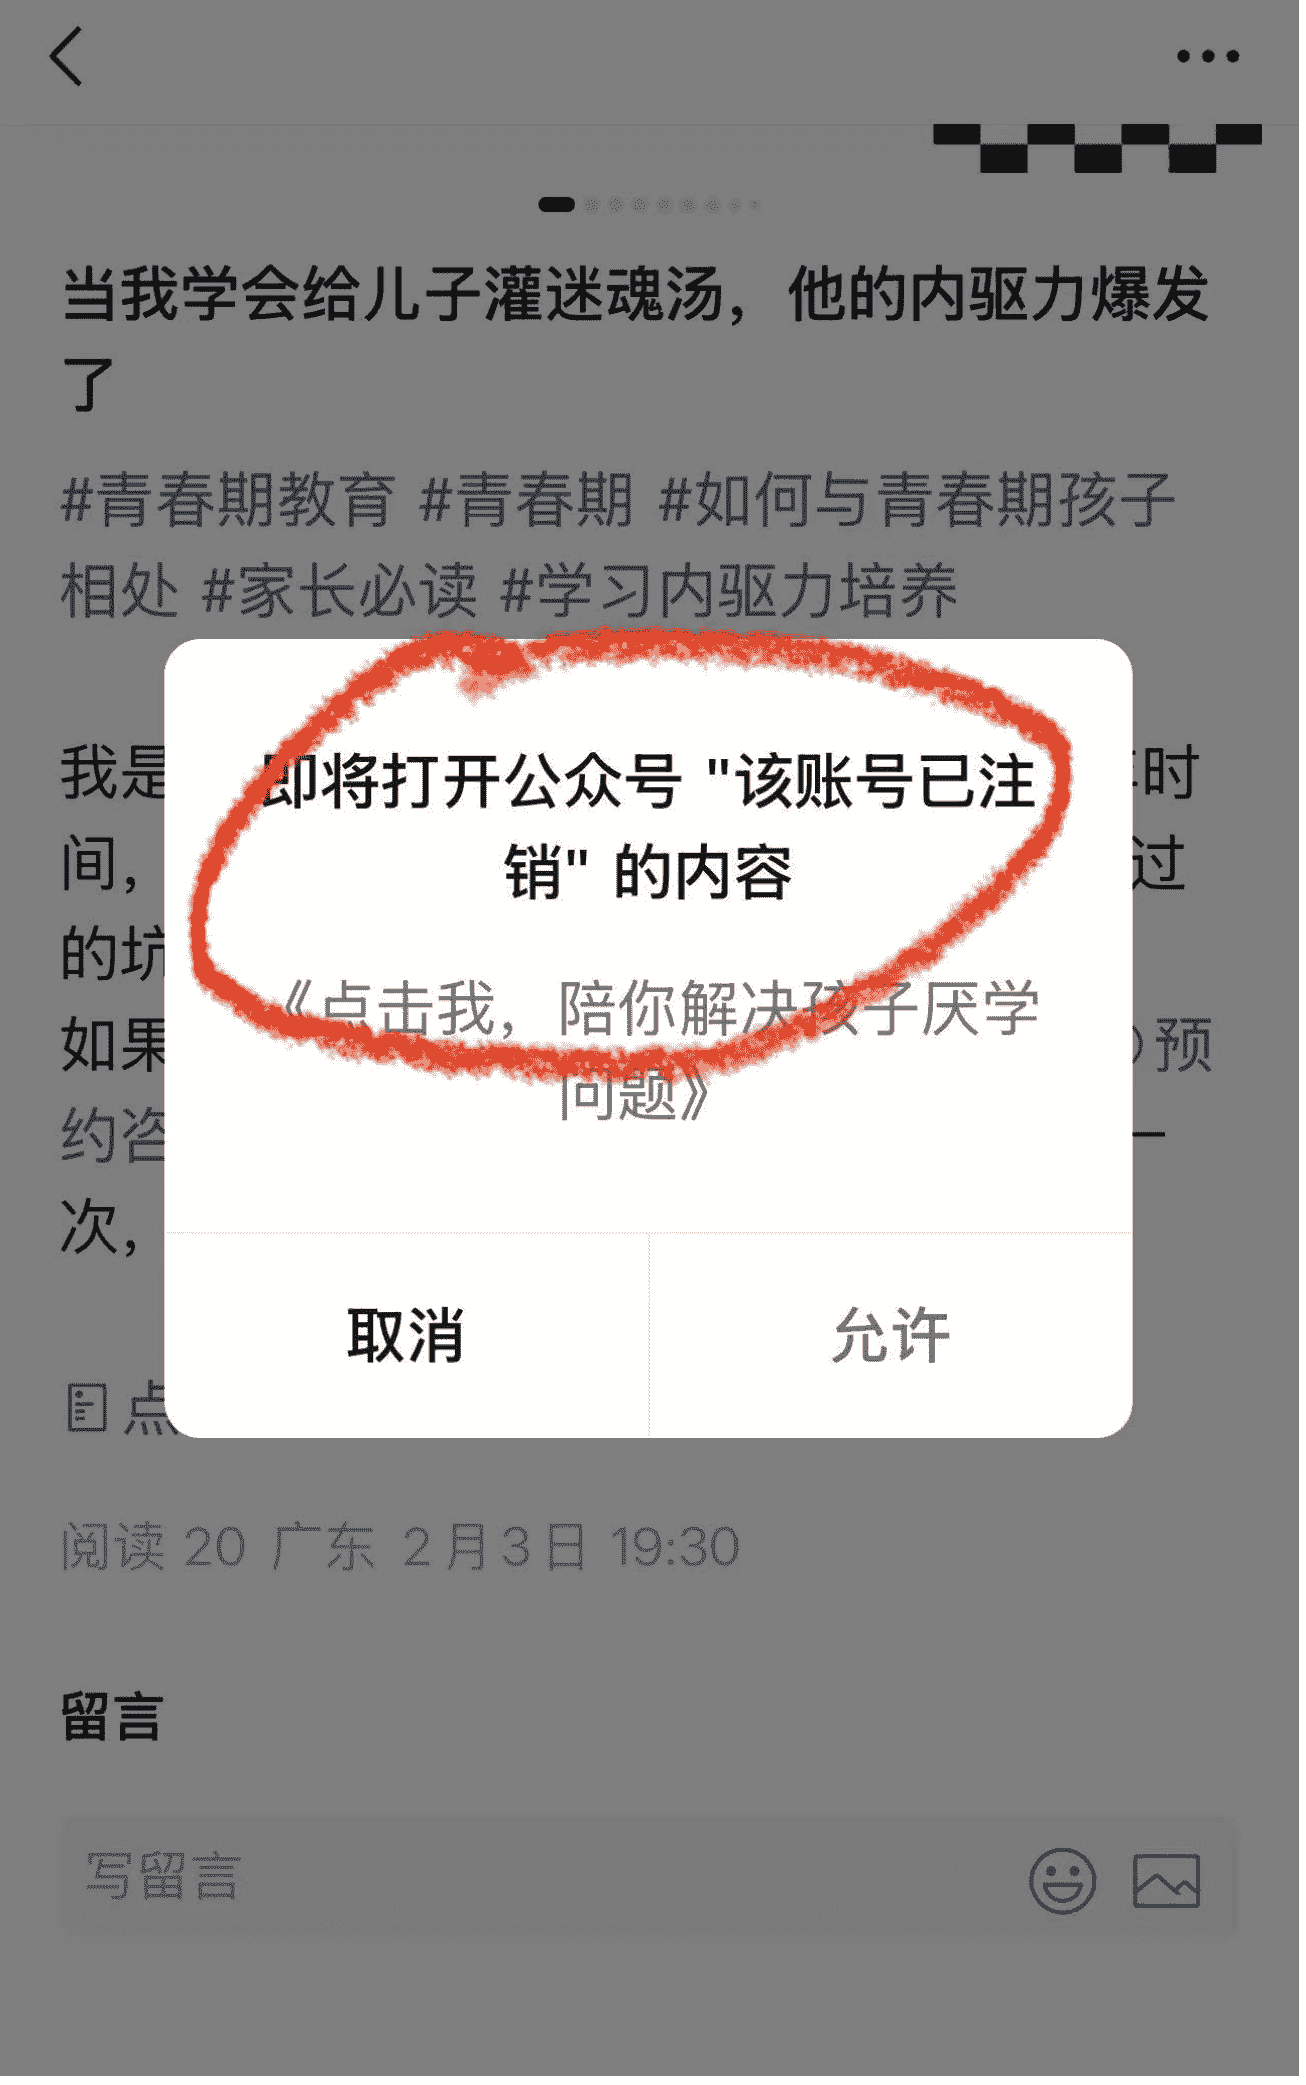 当我学会给儿子灌迷魂汤，他的内驱力爆发
了
#青春期教育 #青春期 #如何与青春期孩子
相处 #家长必读 #学习内驱力培养
我是
时
间，
过
的坑
如果
预
约咨
一
次，
即将打开公众号 "该账号已注
销" 的内容
《点击我，陪你解决孩子厌学
问题》
取消 允许
点
阅读 20 广东 2月3日 19:30
留言
写留言